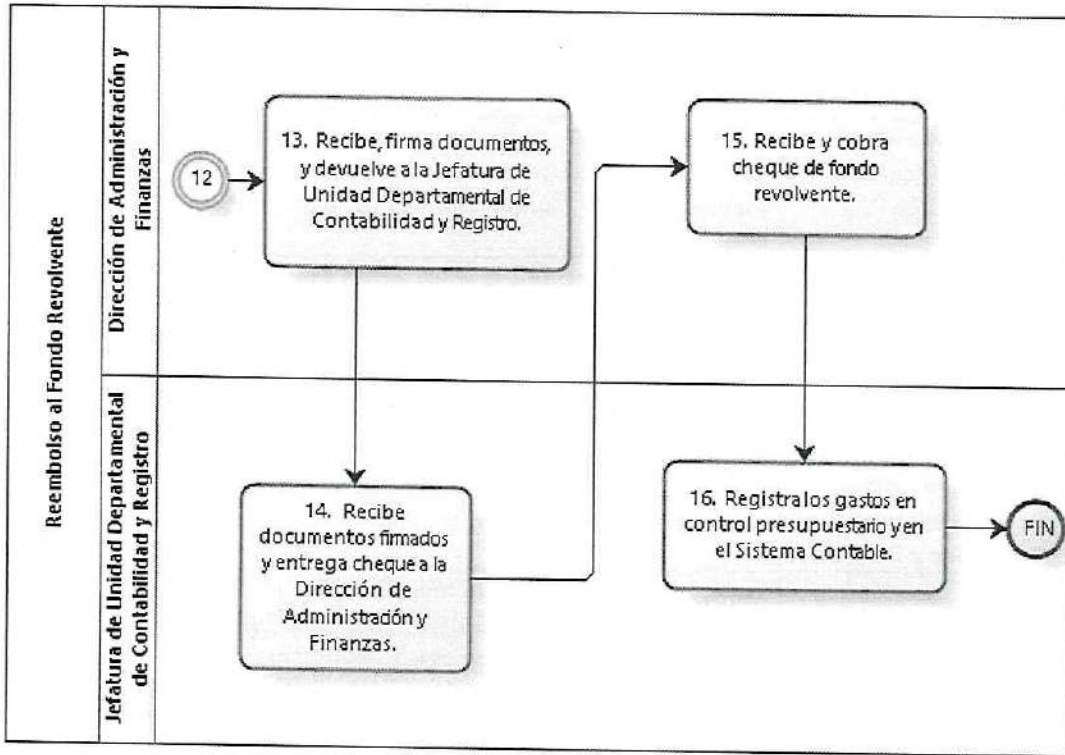 Reembolso al Fondo Revolvente
Dirección de Administración y
Finanzas
12
13. Recibe, firma documentos,
y devuelve a la Jefatura de
Unidad Departamental de
Contabilidad y Registro.
15. Recibe y cobra
cheque de fondo
revolvente.
Jefatura de Unidad Departamental
de Contabilidad y Registro
14. Recibe
documentos firmados
y entrega cheque a la
Dirección de
Administración y
Finanzas.
16. Registra los gastos en
control presupuestario y en
el Sistema Contable.
FIN